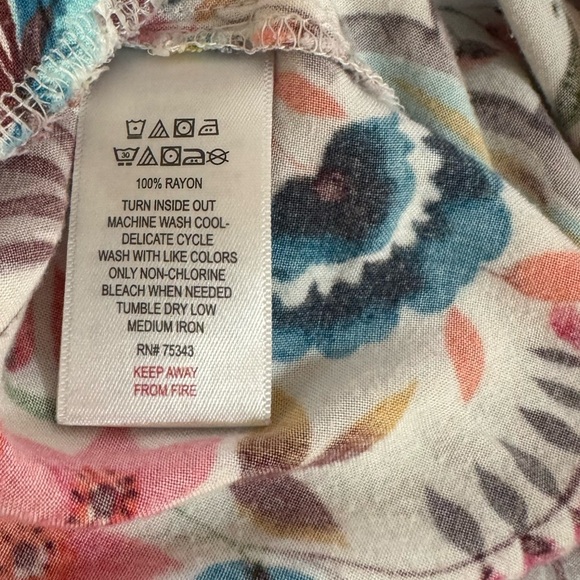 30
100% RAYON
TURN INSIDE OUT
MACHINE WASH COOL-
DELICATE CYCLE
WASH WITH LIKE COLORS
ONLY NON-CHLORINE
BLEACH WHEN NEEDED
TUMBLE DRY LOW
MEDIUM IRON
RN# 75343
KEEP AWAY
FROM FIRE